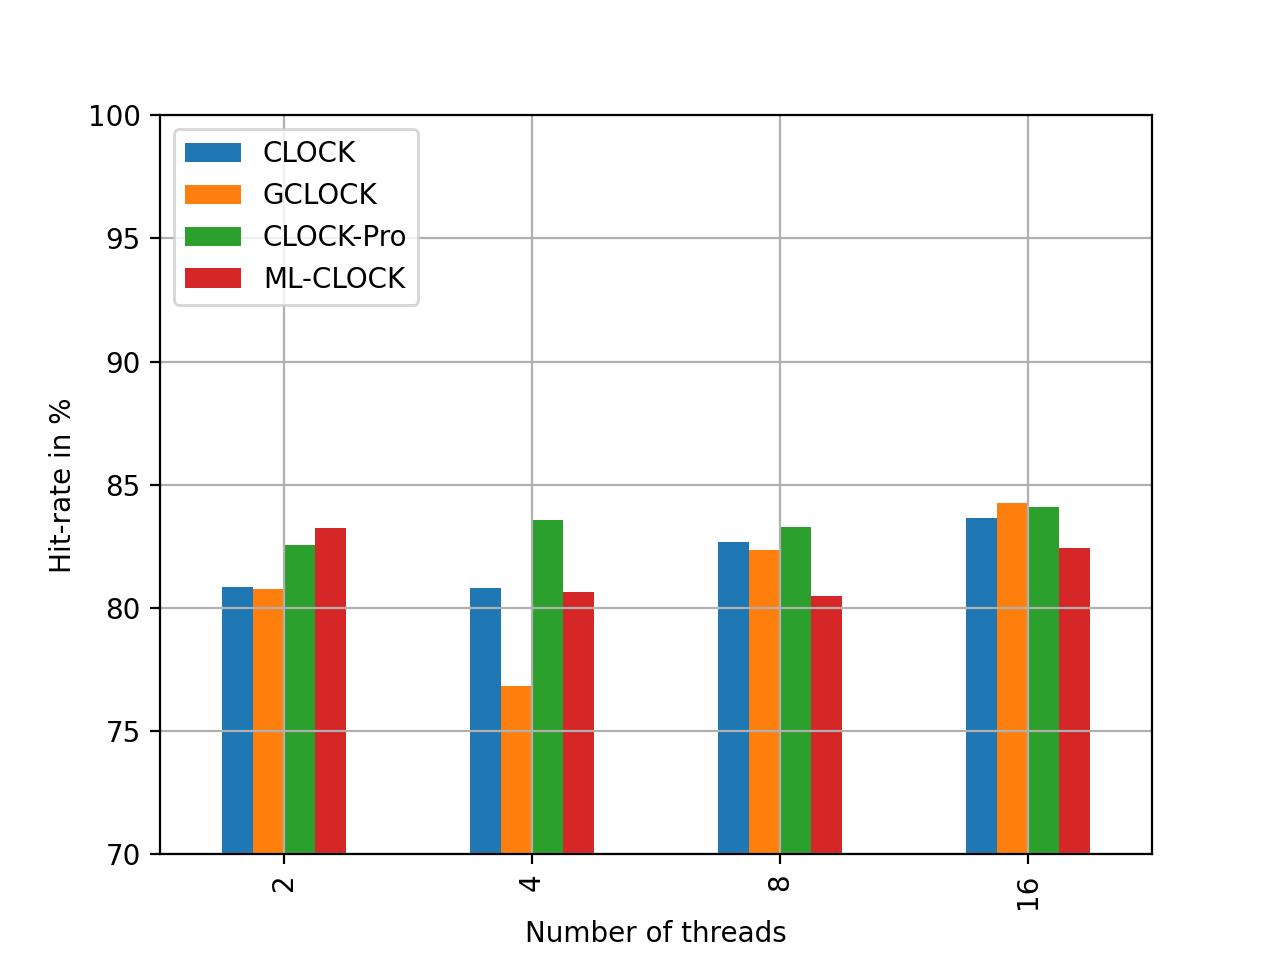 100
95
90
85
80
75
70
Hit-rate in %
CLOCK
GCLOCK
CLOCK-Pro
ML-CLOCK
2
4
8
16
Number of threads